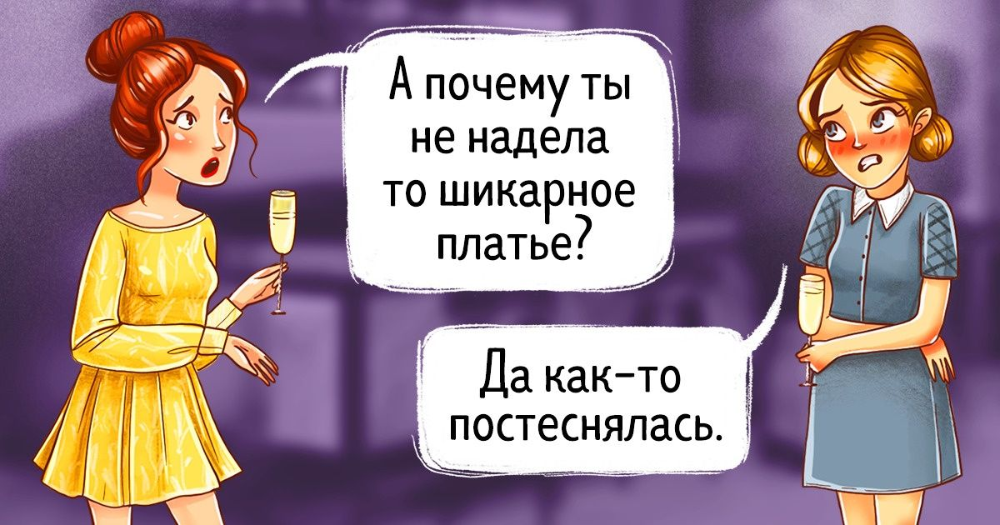 А почему ты
не надела
то шикарное
платье?
Да как-то
постеснялась.